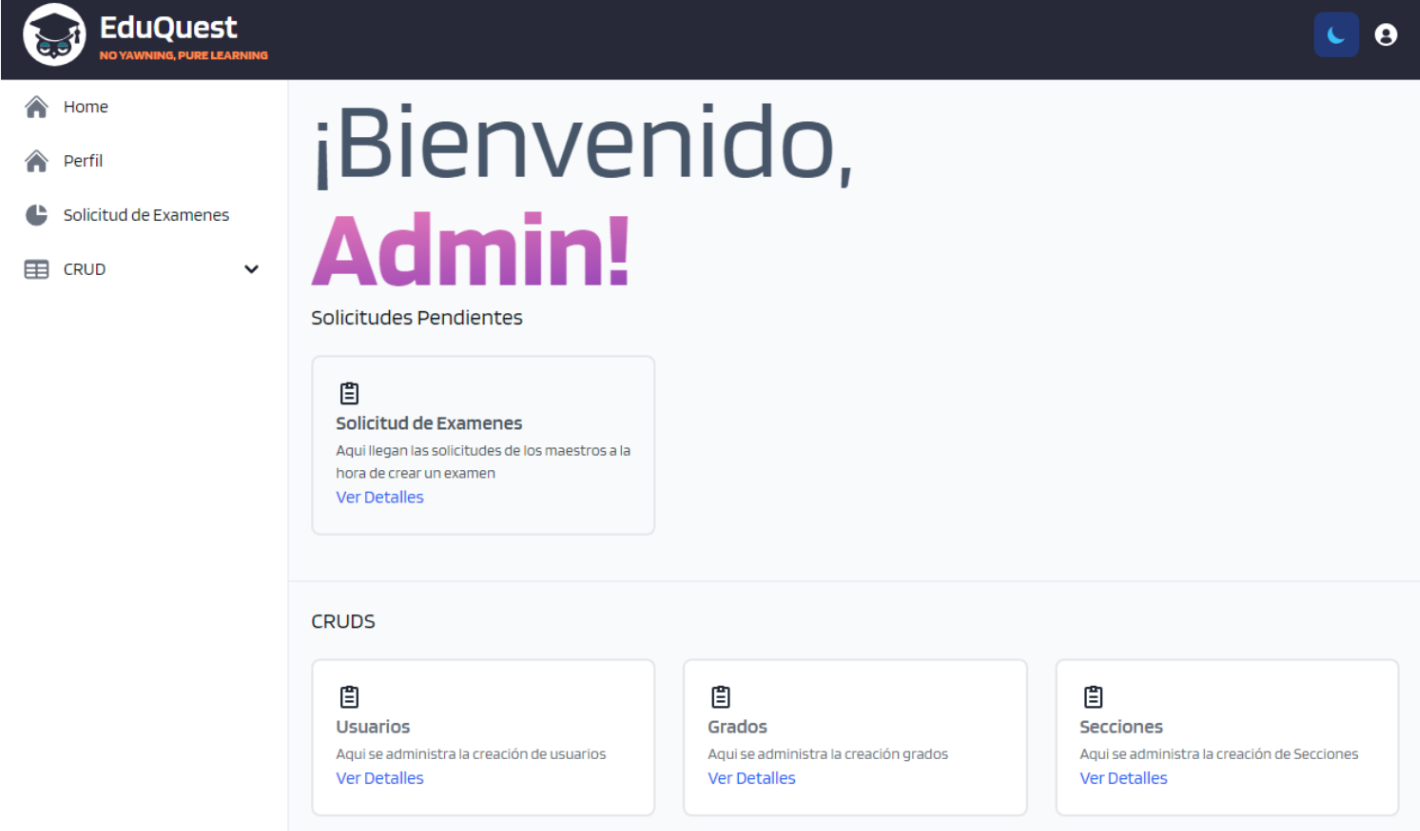 EduQuest
NO YAWNING, PURE LEARNING
Home
Perfil
Solicitud de Examenes
CRUD
¡Bienvenido,
Admin!
Solicitudes Pendientes
Solicitud de Examenes
Aqui llegan las solicitudes de los maestros a la
hora de crear un examen
Ver Detalles
CRUDS
Usuarios
Aqui se administra la creación de usuarios
Ver Detalles
Grados
Aqui se administra la creación grados
Ver Detalles
Secciones
Aqui se administra la creación de Secciones
Ver Detalles